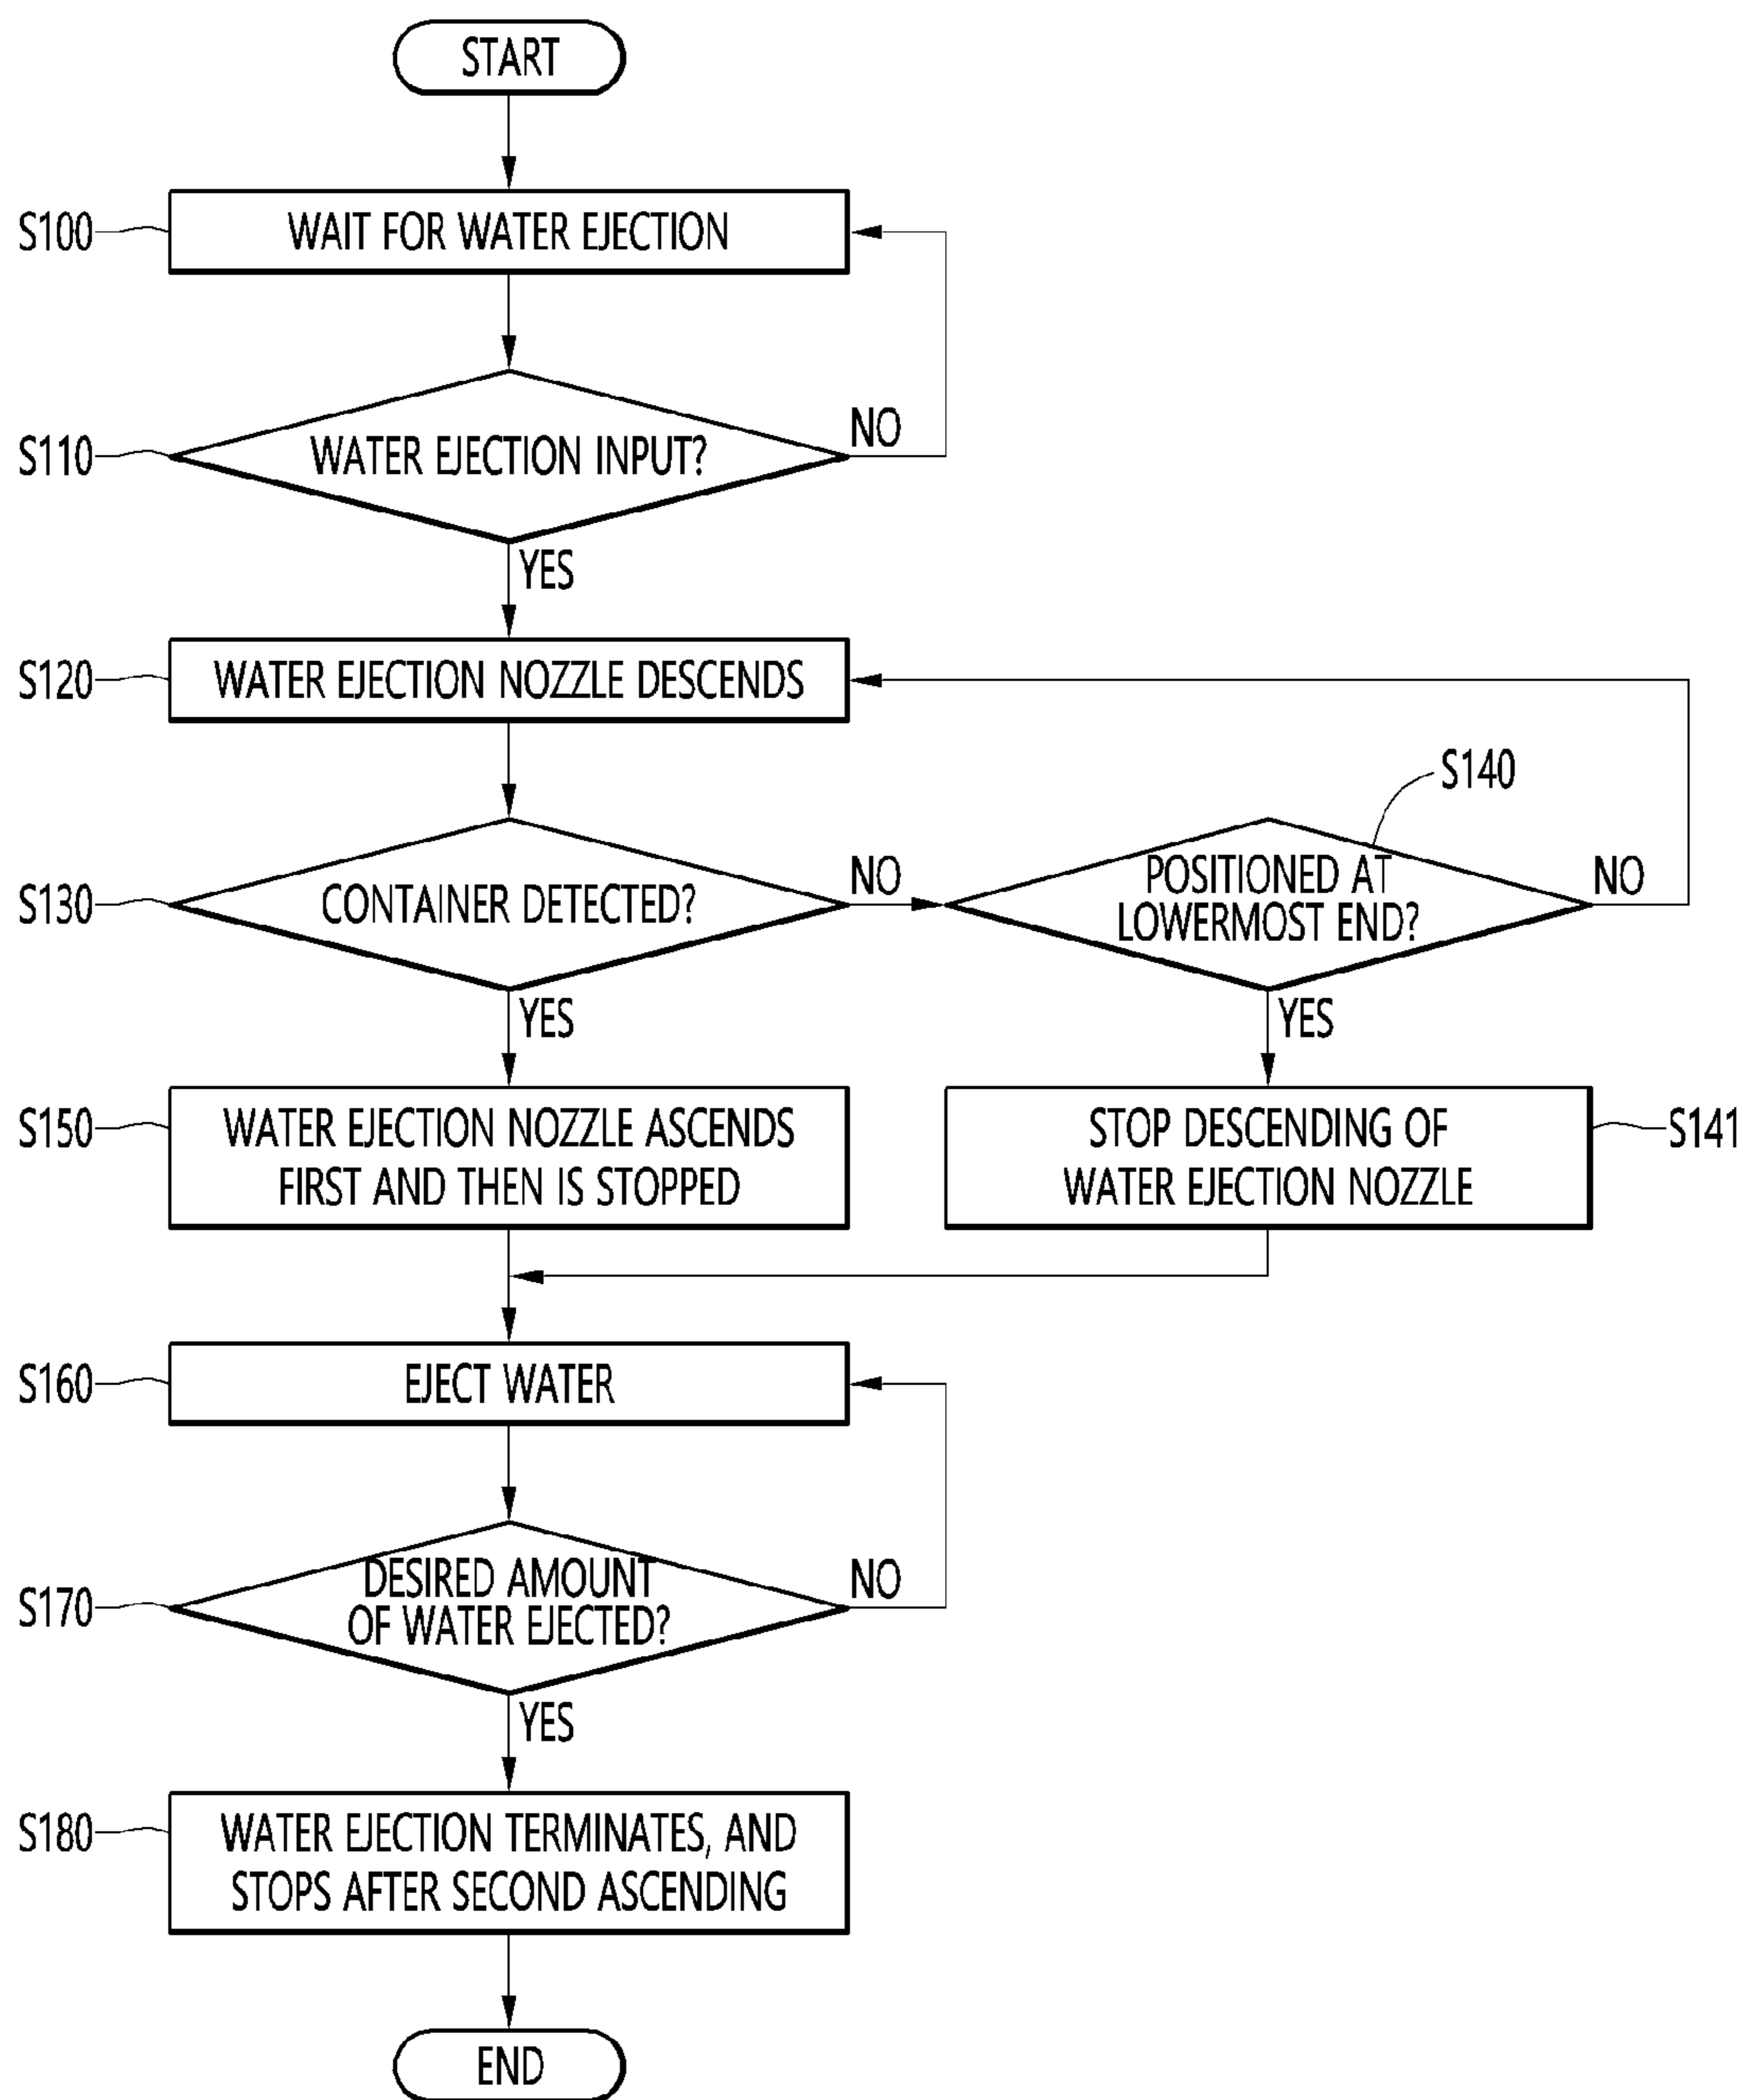 START
S100
WAIT FOR WATER EJECTION
S110
WATER EJECTION INPUT?
NO
YES
S120
WATER EJECTION NOZZLE DESCENDS
S130
CONTAINER DETECTED?
NO
S140
POSITIONED AT
LOWERMOST END?
NO
YES
YES
S150
WATER EJECTION NOZZLE ASCENDS
FIRST AND THEN IS STOPPED
STOP DESCENDING OF
WATER EJECTION NOZZLE
S141
S160
EJECT WATER
S170
DESIRED AMOUNT
OF WATER EJECTED?
NO
YES
S180
WATER EJECTION TERMINATES, AND
STOPS AFTER SECOND ASCENDING
END